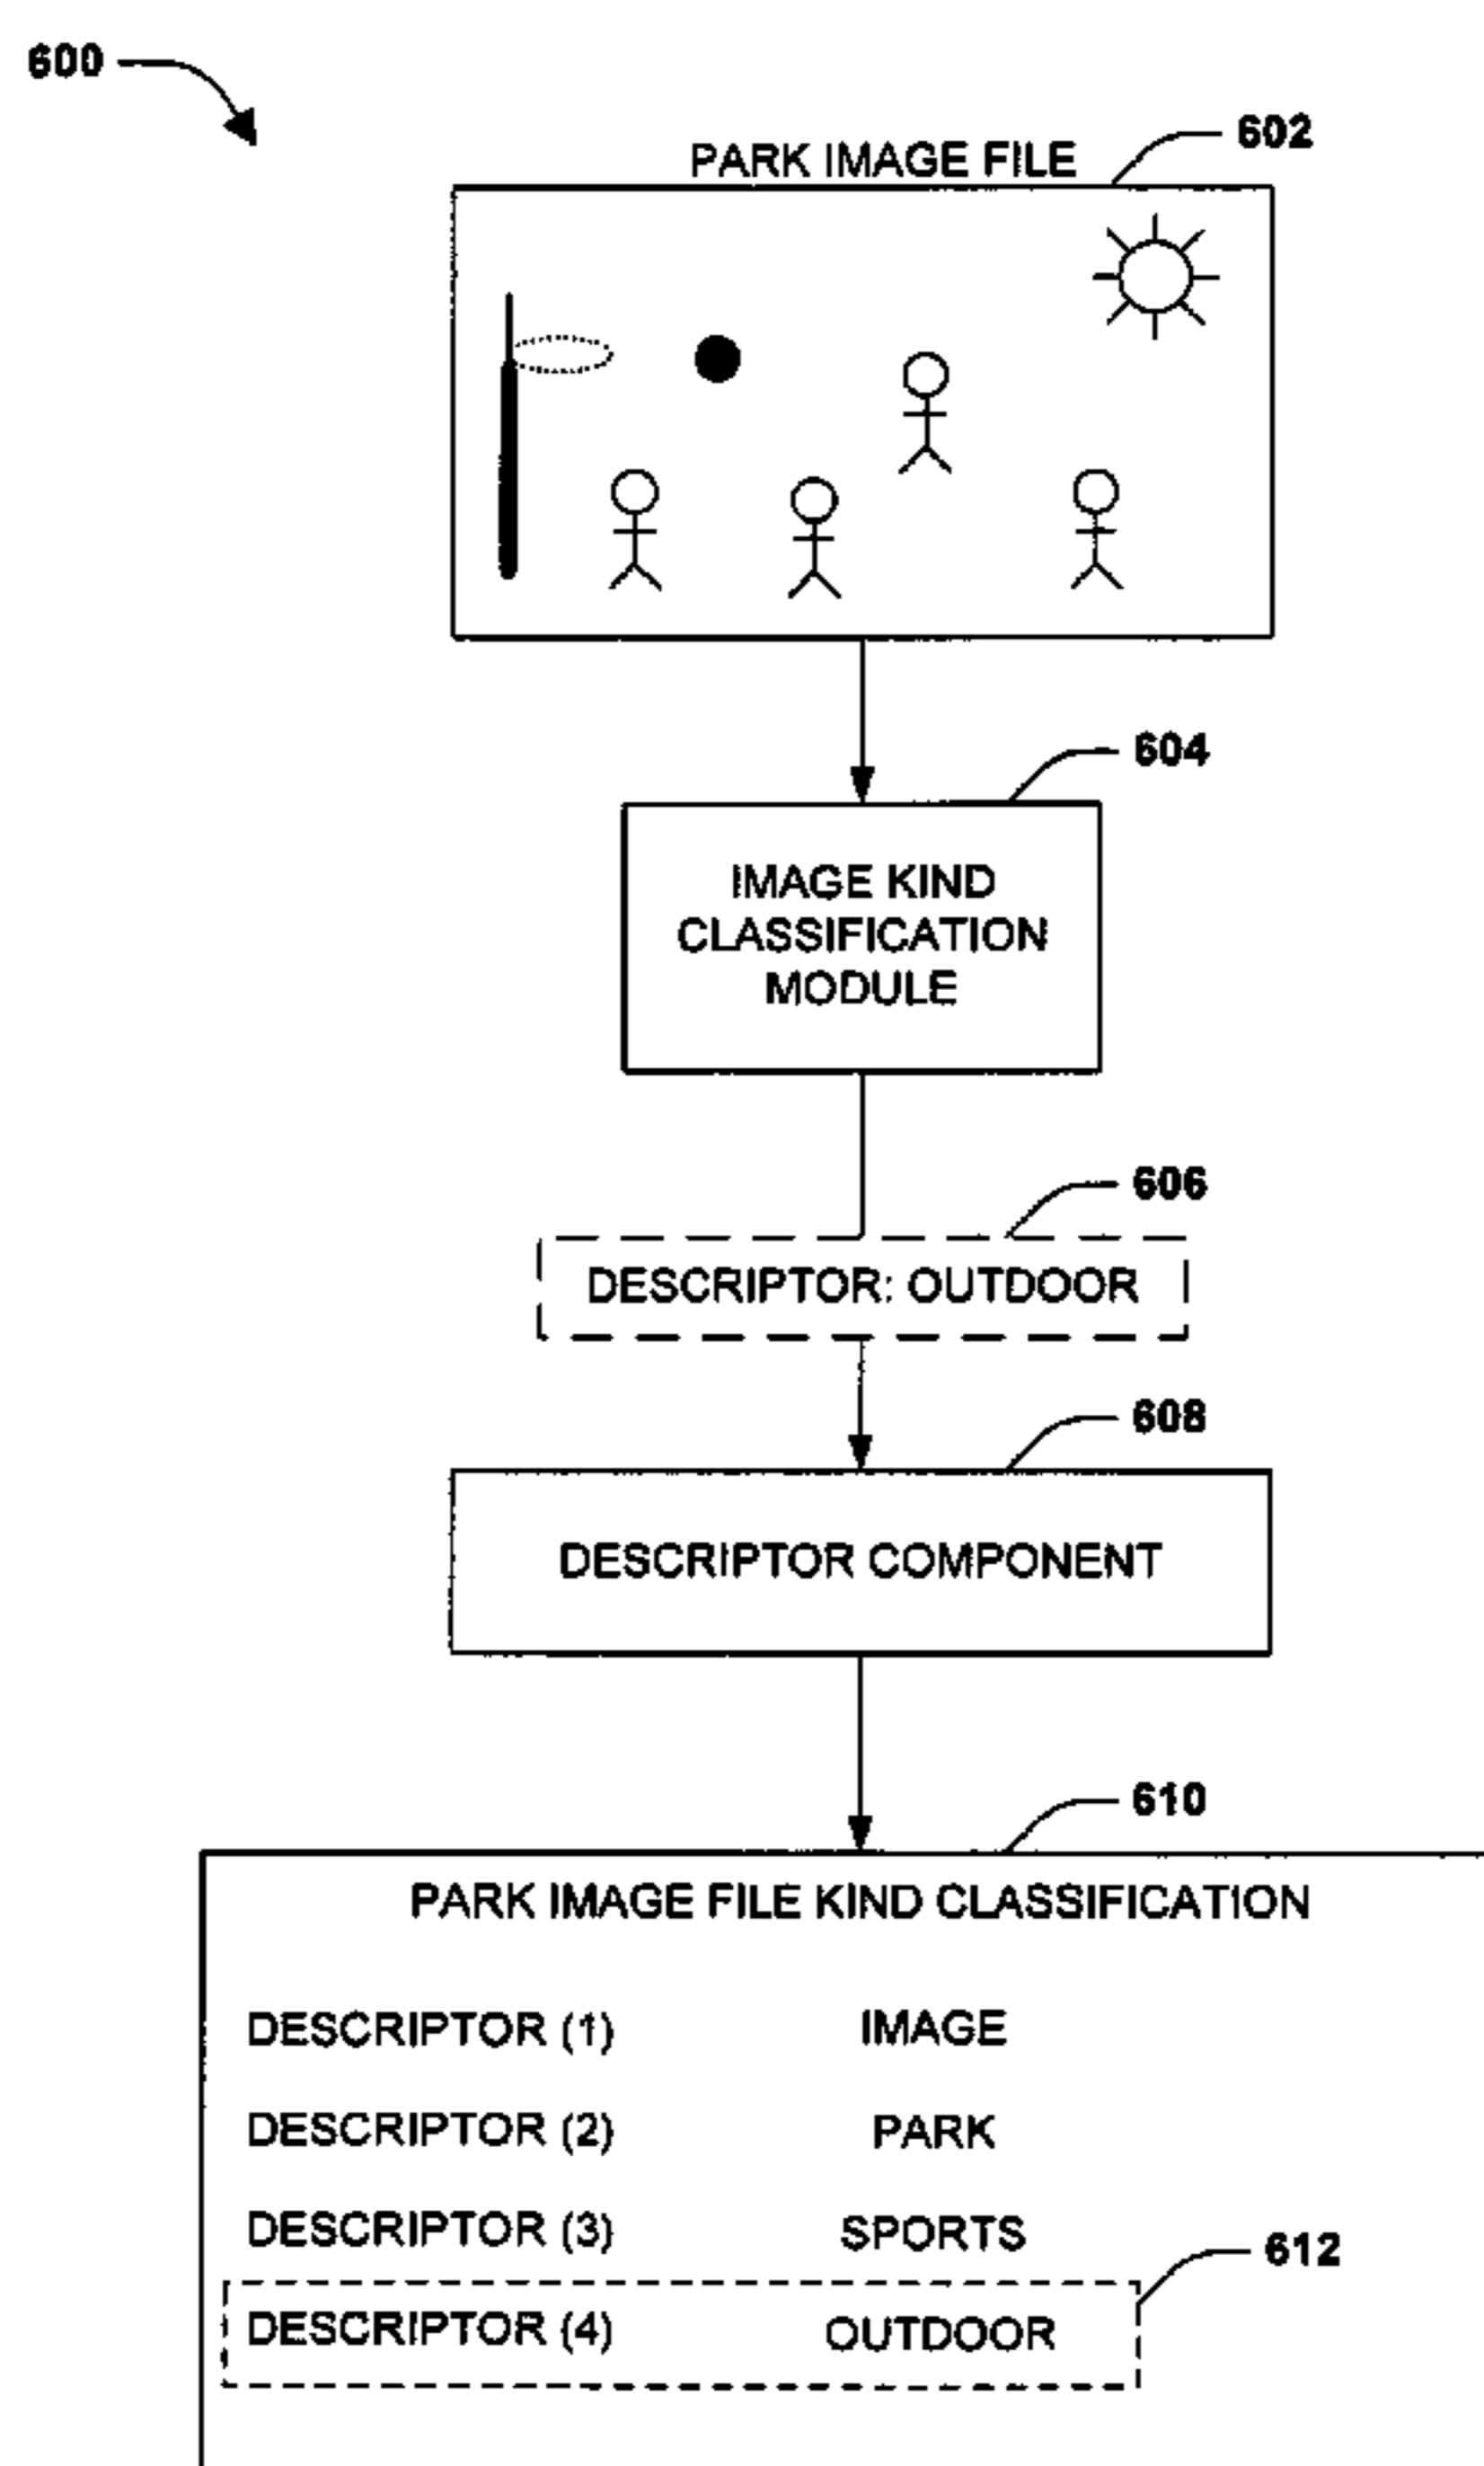 600
602
PARK IMAGE FILE
604
IMAGE KIND
CLASSIFICATION
MODULE
606
DESCRIPTOR: OUTDOOR
608
DESCRIPTOR COMPONENT
610
PARK IMAGE FILE KIND CLASSIFICATION
DESCRIPTOR (1) IMAGE
DESCRIPTOR (2) PARK
DESCRIPTOR (3) SPORTS
612
DESCRIPTOR (4) OUTDOOR